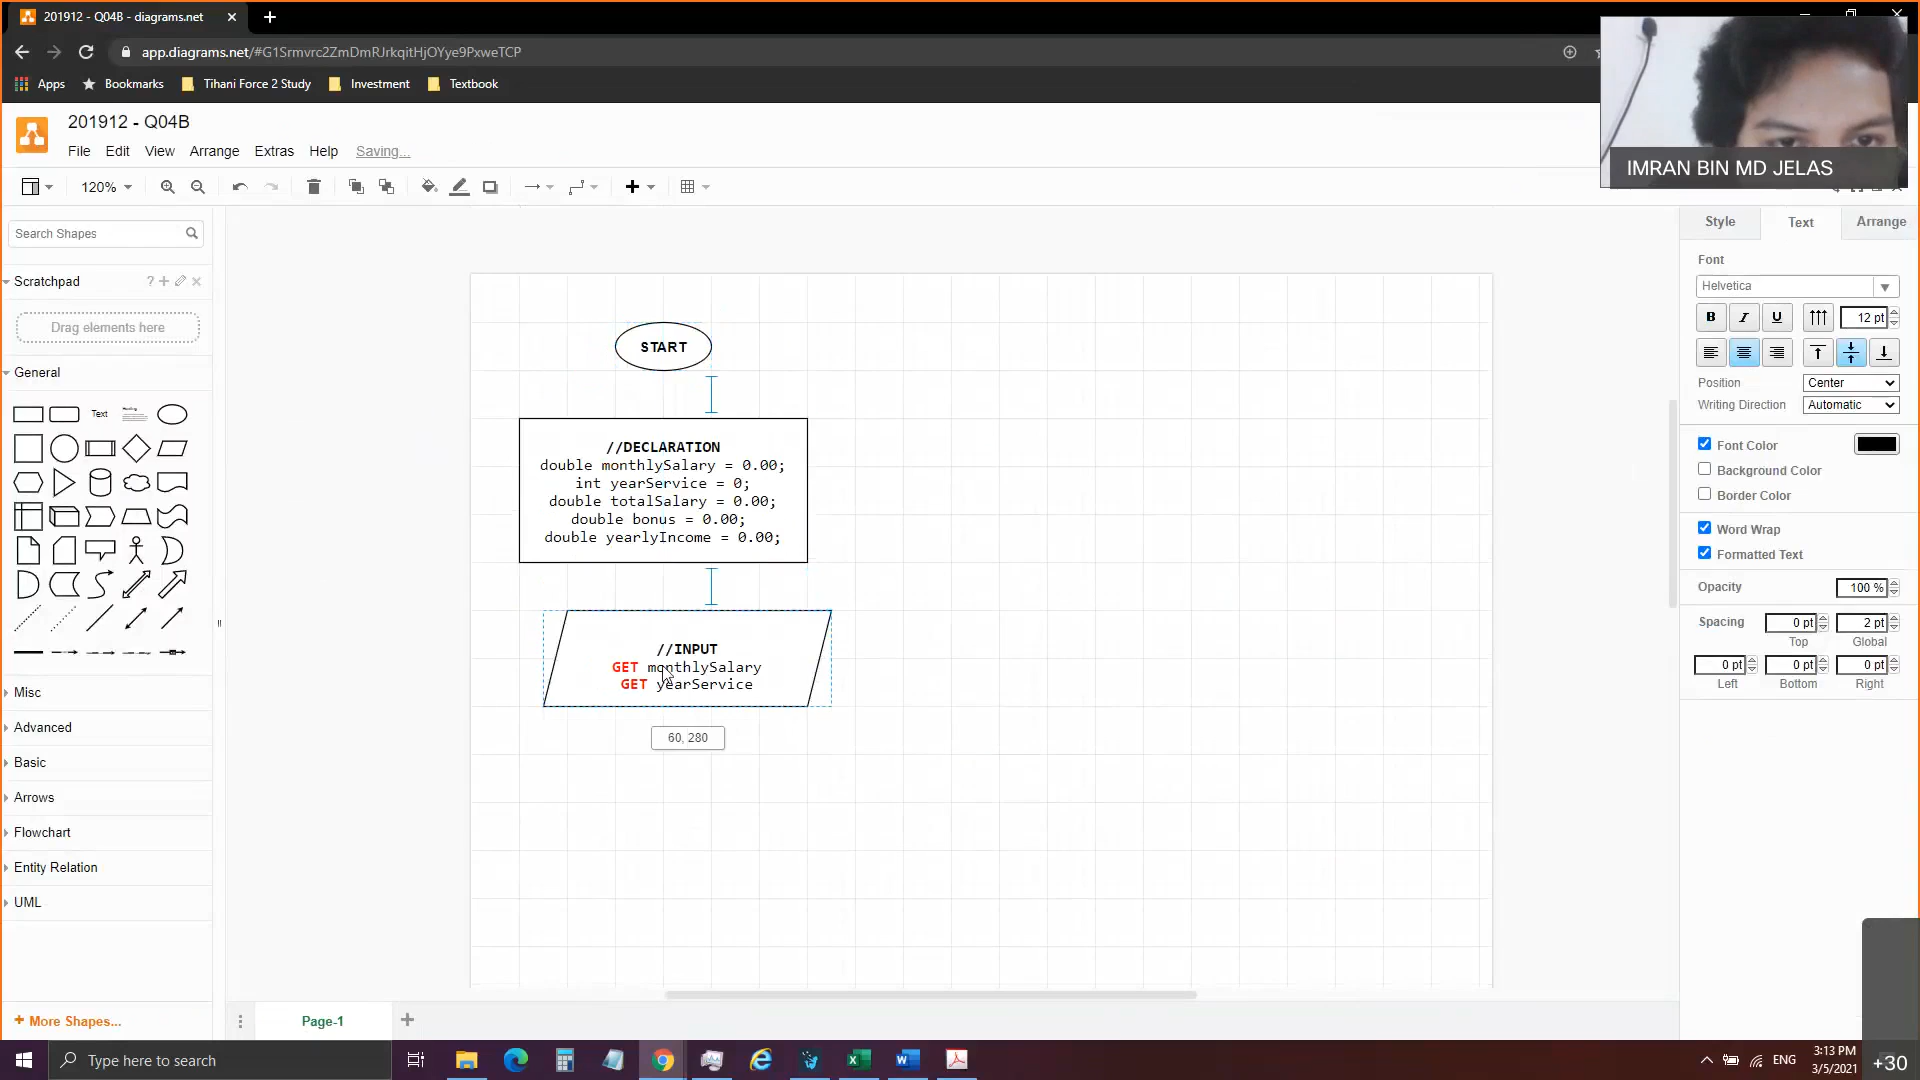 201912 - Q04B - diagrams.net
app.diagrams.net/#G1Srmvrc2ZmDmRJrkqitHjOYye9PxweTCP
Apps
Bookmarks
Tihani Force 2 Study
Investment
Textbook
IMRAN BIN MD JELAS
201912 - Q04B
File Edit View Arrange Extras Help Saving...
120%
Search Shapes
Scratchpad
Drag elements here
General
Text
Heading
Misc
Advanced
Basic
Arrows
Flowchart
Entity Relation
UML
+ More Shapes...
START
//DECLARATION
double monthlySalary = 0.00;
int yearService = 0;
double totalSalary = 0.00;
double bonus = 0.00;
double yearlyIncome = 0.00;
//INPUT
GET monthlySalary
GET yearService
60, 280
Page-1
Style Text Arrange
Font
Helvetica
B I U
12 pt
Position
Center
Writing Direction
Automatic
Font Color
Background Color
Border Color
Word Wrap
Formatted Text
Opacity
100 %
Spacing
0 pt
2 pt
Top
Global
0 pt
0 pt
0 pt
Left
Bottom
Right
Type here to search
ENG
3:13 PM
3/5/2021
+30